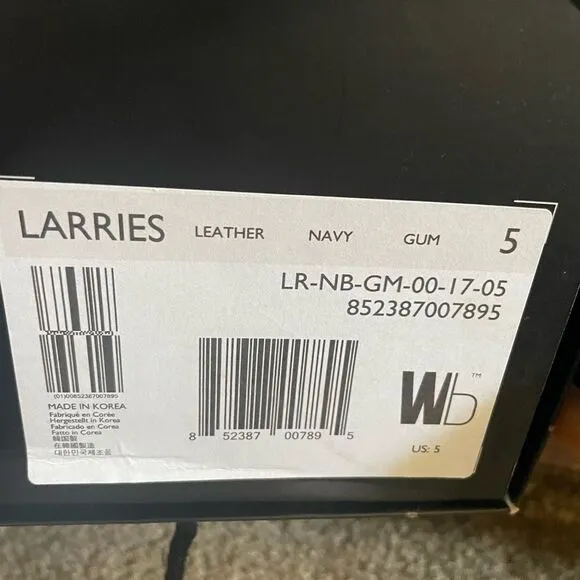 LARRIES LEATHER NAVY GUM 5
LR-NB-GM-00-17-05
852387007895
(01)00852387007895
MADE IN KOREA
Fabriqué en Corée
Hergestellt in Korea
Fabricado en Corea
Fatto in Corea
韓国製
在韓國製造
대한민국제조품
8 52387 00789 5
Wb™
US: 5